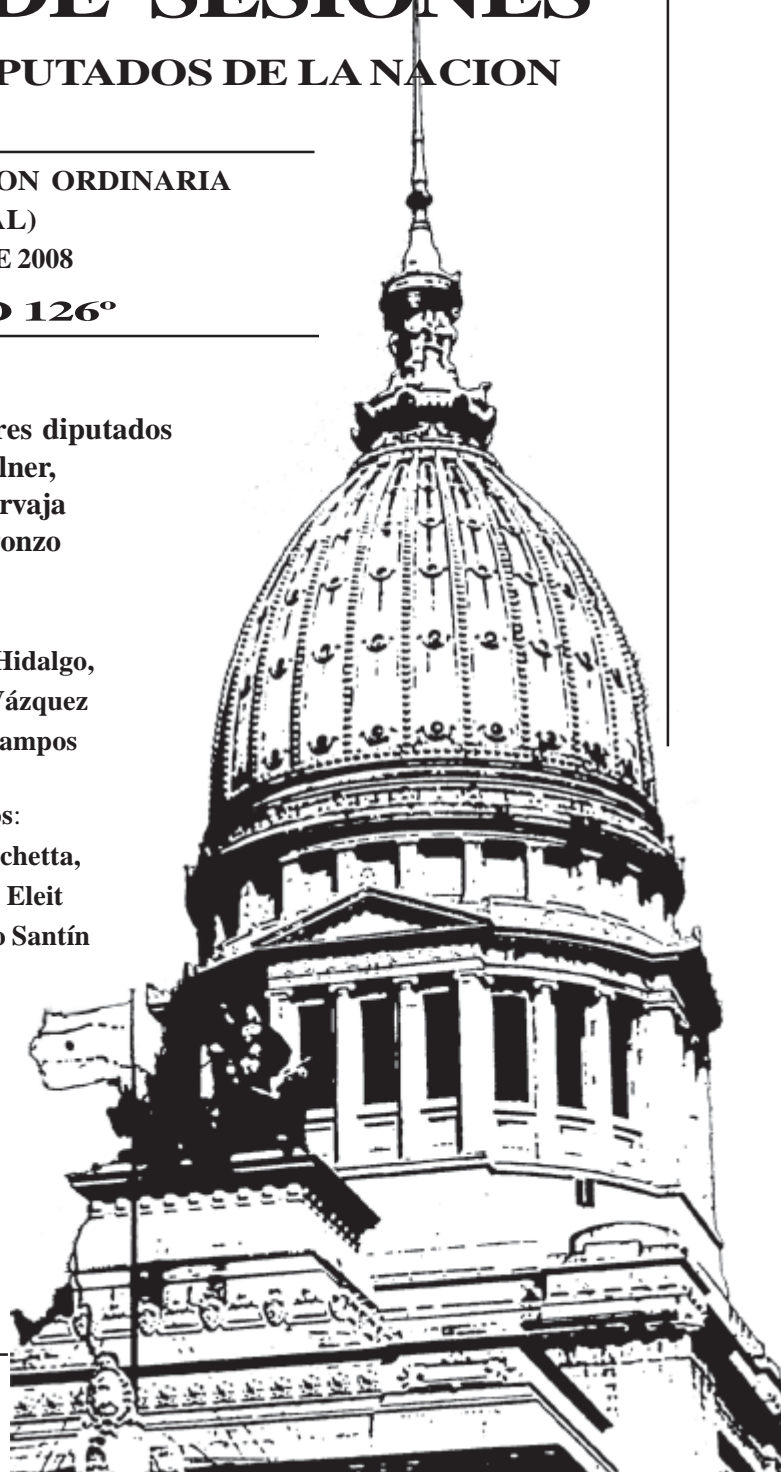 DE SESIONES
PUTADOS DE LA NACION
ON ORDINARIA
AL)
E 2008
O 126º
res diputados
lner,
rvaja
onzo
Hidalgo,
Vázquez
ampos
os:
chetta,
Eleit
o Santín